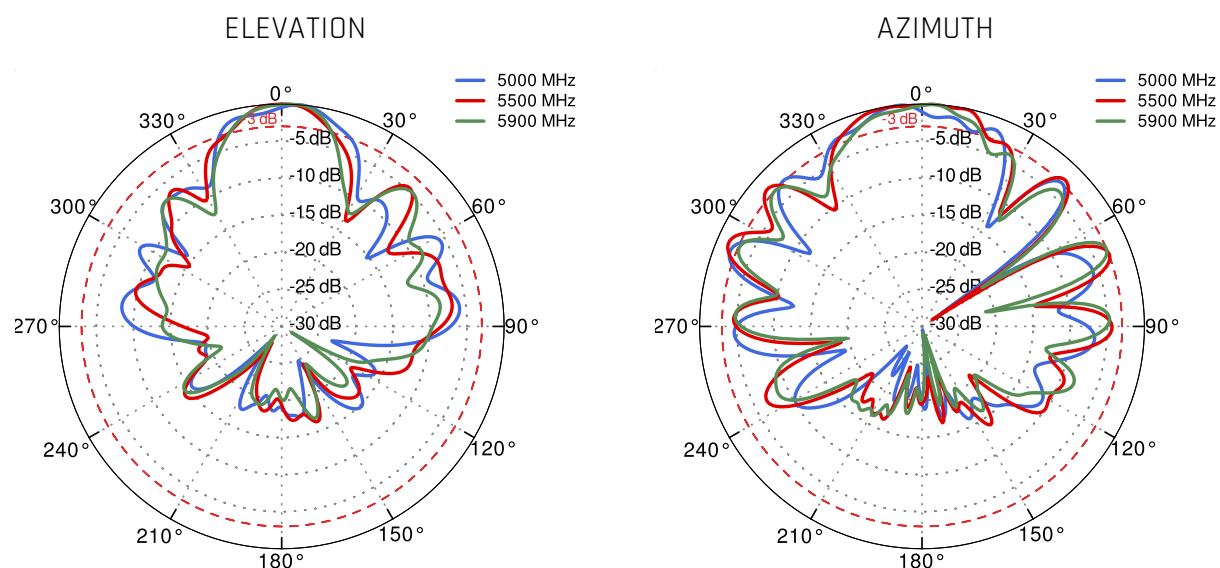 ELEVATION
5000 MHz
5500 MHz
5900 MHz
0°
30°
60°
90°
120°
150°
180°
210°
240°
270°
300°
330°
3 dB
-5 dB
-10 dB
-15 dB
-20 dB
-25 dB
-30 dB
AZIMUTH
5000 MHz
5500 MHz
5900 MHz
0°
30°
60°
90°
120°
150°
180°
210°
240°
270°
300°
330°
-3 dB
-5 dB
-10 dB
-15 dB
-20 dB
-25 dB
-30 dB